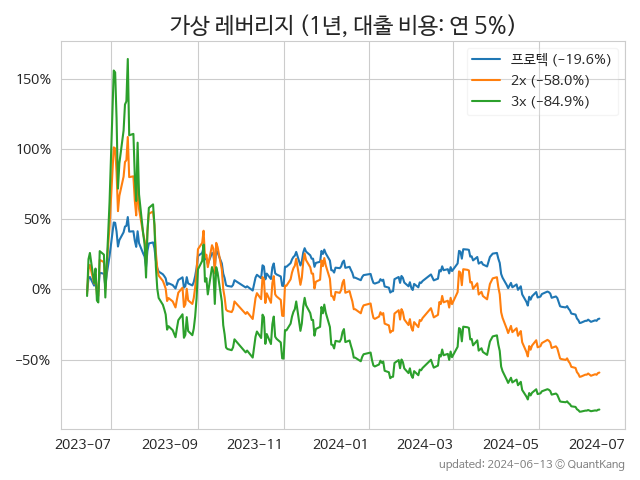 가상 레버리지 (1년, 대출 비용: 연 5%)
프로텍 (−19.6%)
2x (−58.0%)
3x (−84.9%)
150%
100%
50%
0%
−50%
2023-07 2023-09 2023-11 2024-01 2024-03 2024-05 2024-07
updated: 2024-06-13 © QuantKang